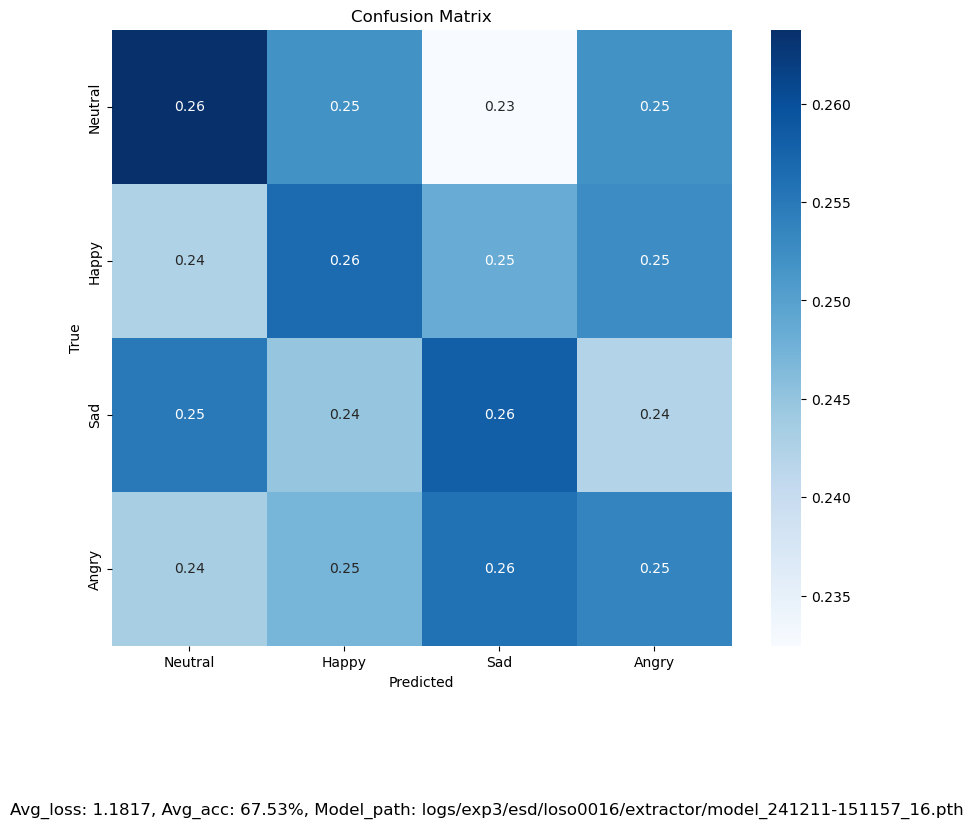 Confusion Matrix
Neutral 0.26 0.25 0.23 0.25
Happy 0.24 0.26 0.25 0.25
Sad 0.25 0.24 0.26 0.24
Angry 0.24 0.25 0.26 0.25
True
Neutral Happy Sad Angry
Predicted
0.260
0.255
0.250
0.245
0.240
0.235
Avg_loss: 1.1817, Avg_acc: 67.53%, Model_path: logs/exp3/esd/loso0016/extractor/model_241211-151157_16.pth